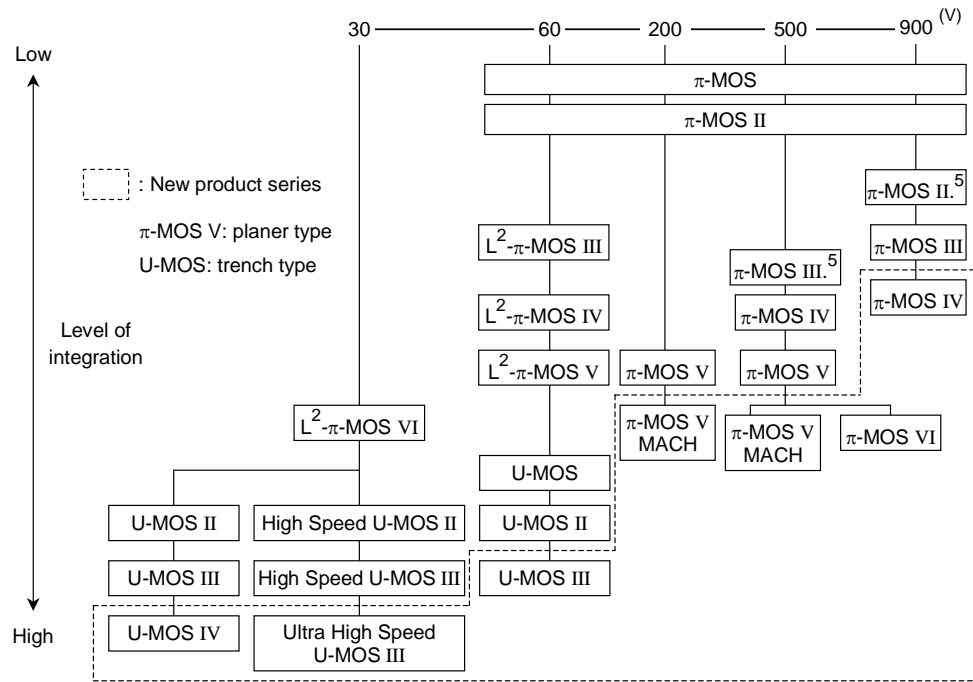 30 60 200 500 900 (V)
Low
π-MOS
π-MOS II
: New product series
π-MOS V: planer type
U-MOS: trench type
π-MOS II.5
L2-π-MOS III
π-MOS III
π-MOS III.5
π-MOS IV
L2-π-MOS IV
π-MOS IV
Level of
integration
L2-π-MOS V
π-MOS V
π-MOS V
L2-π-MOS VI
π-MOS V
MACH
π-MOS V
MACH
π-MOS VI
U-MOS
U-MOS II
High Speed U-MOS II
U-MOS II
U-MOS III
High Speed U-MOS III
U-MOS III
High
U-MOS IV
Ultra High Speed
U-MOS III